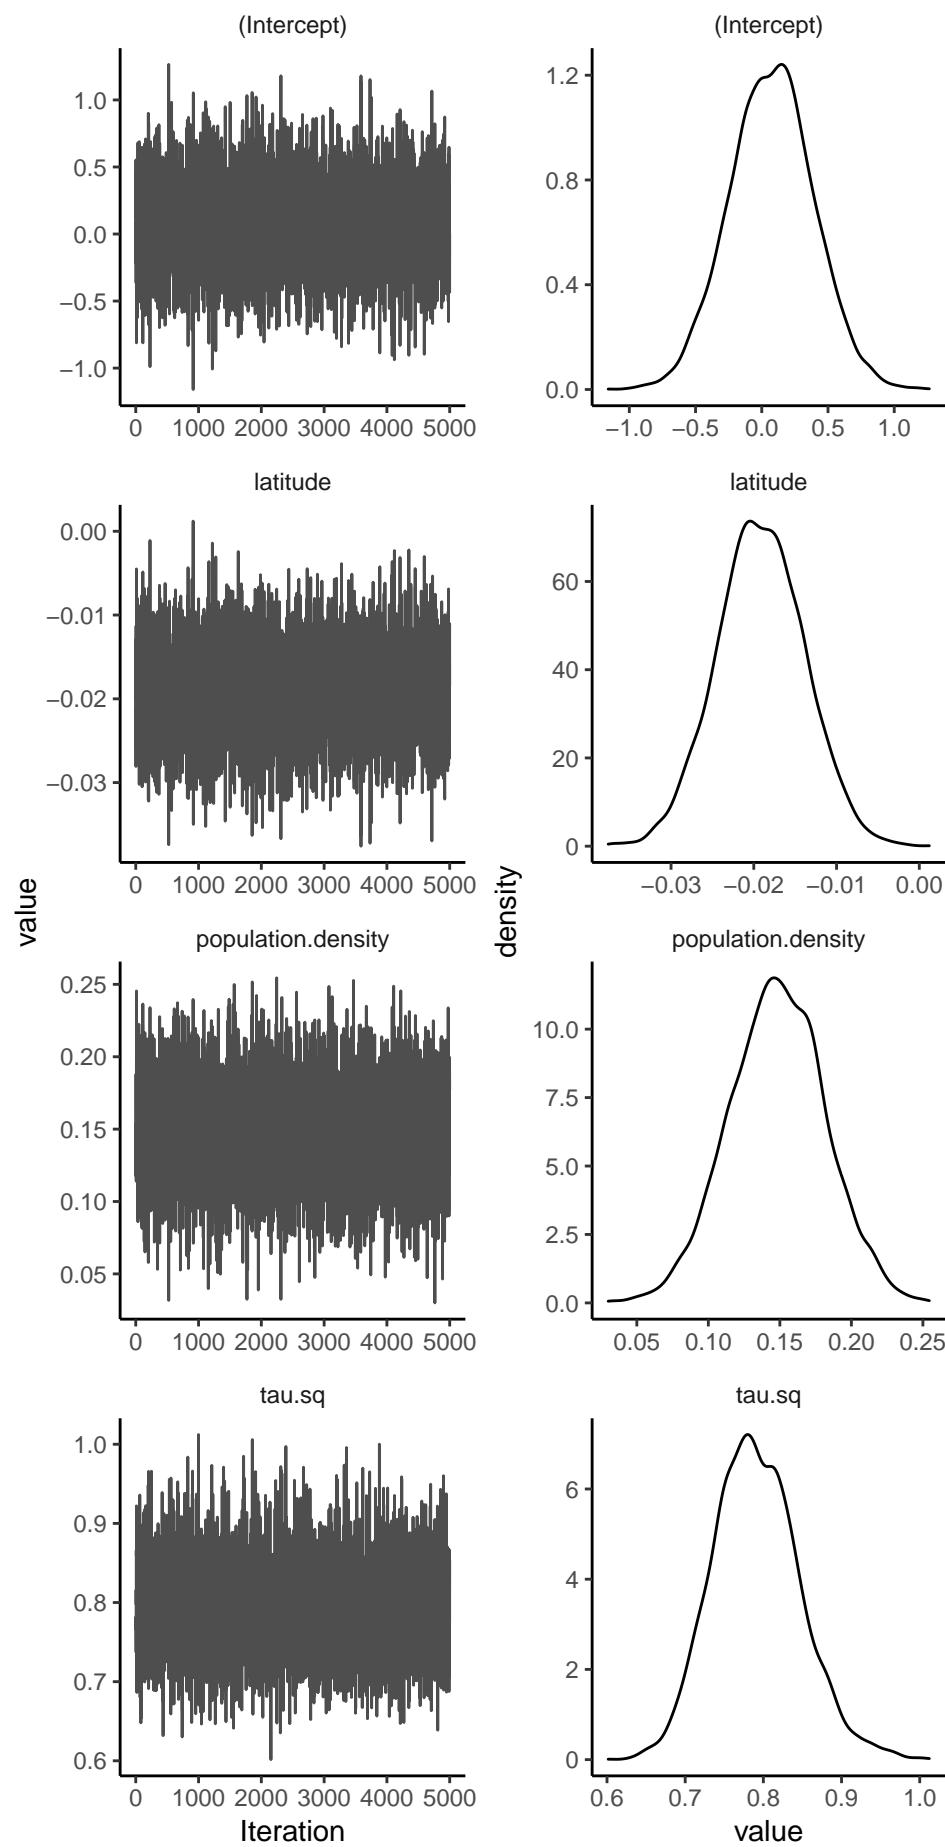 (Intercept)
1.0
0.5
0.0
−0.5
−1.0
0 1000 2000 3000 4000 5000
(Intercept)
1.2
0.8
0.4
0.0
−1.0 −0.5 0.0 0.5 1.0
latitude
0.00
−0.01
−0.02
−0.03
0 1000 2000 3000 4000 5000
latitude
60
40
20
0
−0.03 −0.02 −0.01 0.00
value
density
population.density
0.25
0.20
0.15
0.10
0.05
0 1000 2000 3000 4000 5000
population.density
10.0
7.5
5.0
2.5
0.0
0.05 0.10 0.15 0.20 0.25
tau.sq
1.0
0.9
0.8
0.7
0.6
0 1000 2000 3000 4000 5000
Iteration
tau.sq
6
4
2
0
0.6 0.7 0.8 0.9 1.0
value